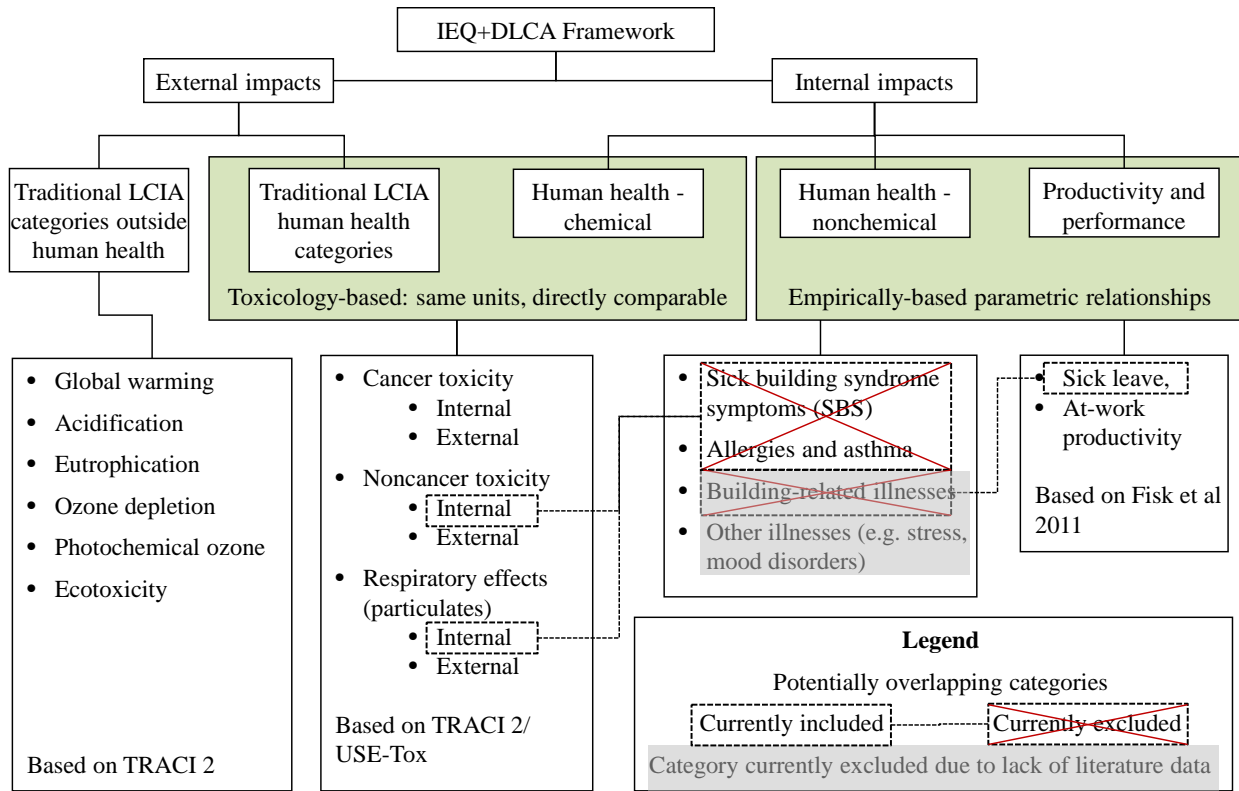 IEQ+DLCA Framework
External impacts
Internal impacts
Traditional LCIA
categories outside
human health
Traditional LCIA
human health
categories
Human health -
chemical
Human health -
nonchemical
Productivity and
performance
Toxicology-based: same units, directly comparable
Empirically-based parametric relationships
• Global warming
• Acidification
• Eutrophication
• Ozone depletion
• Photochemical ozone
• Ecotoxicity
Based on TRACI 2
• Cancer toxicity
• Internal
• External
• Noncancer toxicity
• Internal
• External
• Respiratory effects
(particulates)
• Internal
• External
Based on TRACI 2/
USE-Tox
• Sick building syndrome
symptoms (SBS)
• Allergies and asthma
• Building-related illnesses
• Other illnesses (e.g. stress,
mood disorders)
• Sick leave,
• At-work
productivity
Based on Fisk et al
2011
Legend
Potentially overlapping categories
Currently included
Currently excluded
Category currently excluded due to lack of literature data